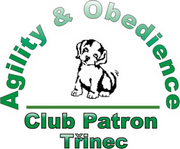 Agility & Obedience
Club Patron
Třinec